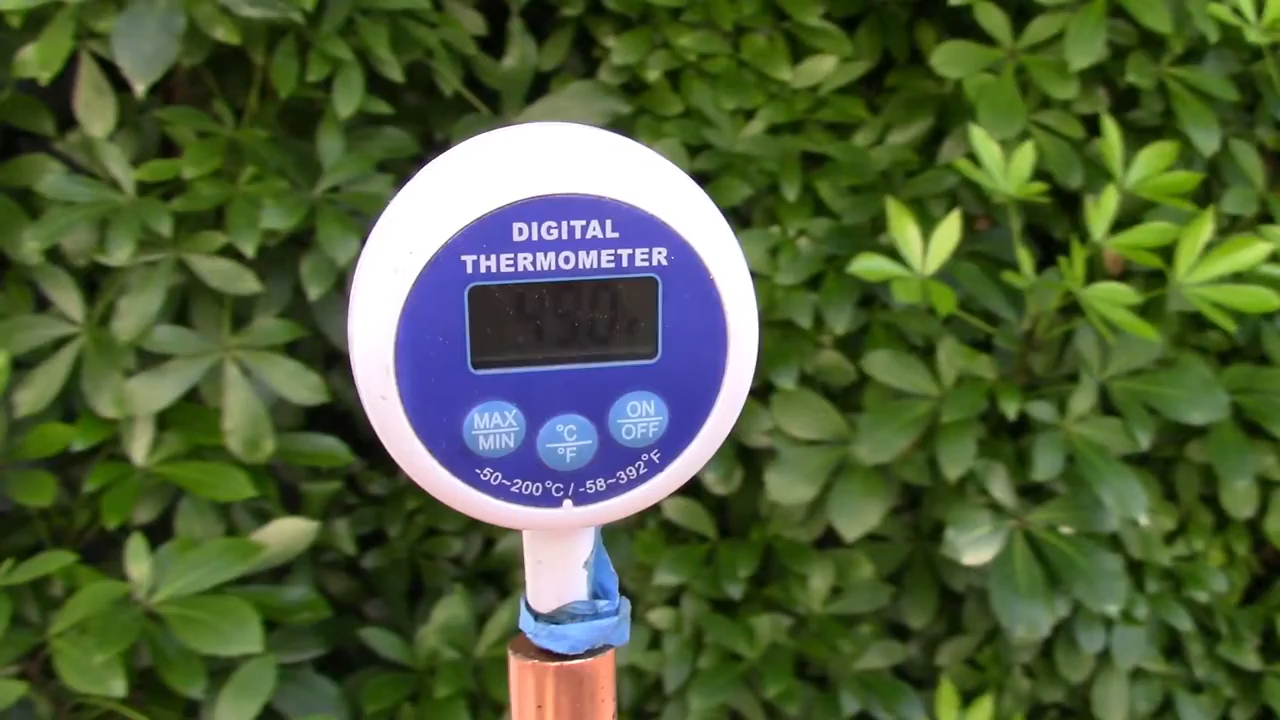 DIGITAL
THERMOMETER
MAX
MIN
°C
°F
ON
OFF
-50~200°C / -58~392°F